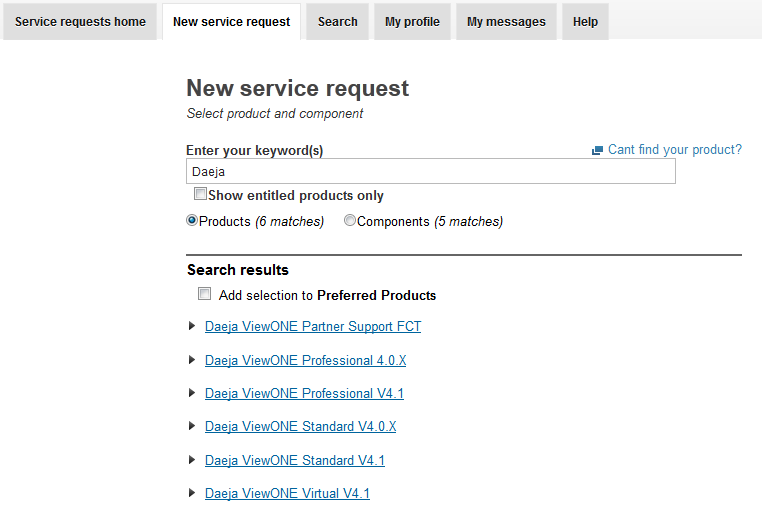 Service requests home New service request Search My profile My messages Help
New service request
Select product and component
Enter your keyword(s) Cant find your product?
Daeja
Show entitled products only
Products (6 matches) Components (5 matches)
Search results
Add selection to Preferred Products
Daeja ViewONE Partner Support FCT
Daeja ViewONE Professional 4.0.X
Daeja ViewONE Professional V4.1
Daeja ViewONE Standard V4.0.X
Daeja ViewONE Standard V4.1
Daeja ViewONE Virtual V4.1